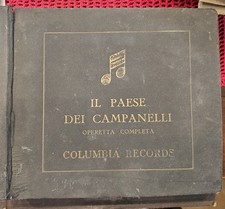 IL PAESE
DEI CAMPANELLI
OPERETTA COMPLETA
COLUMBIA RECORDS